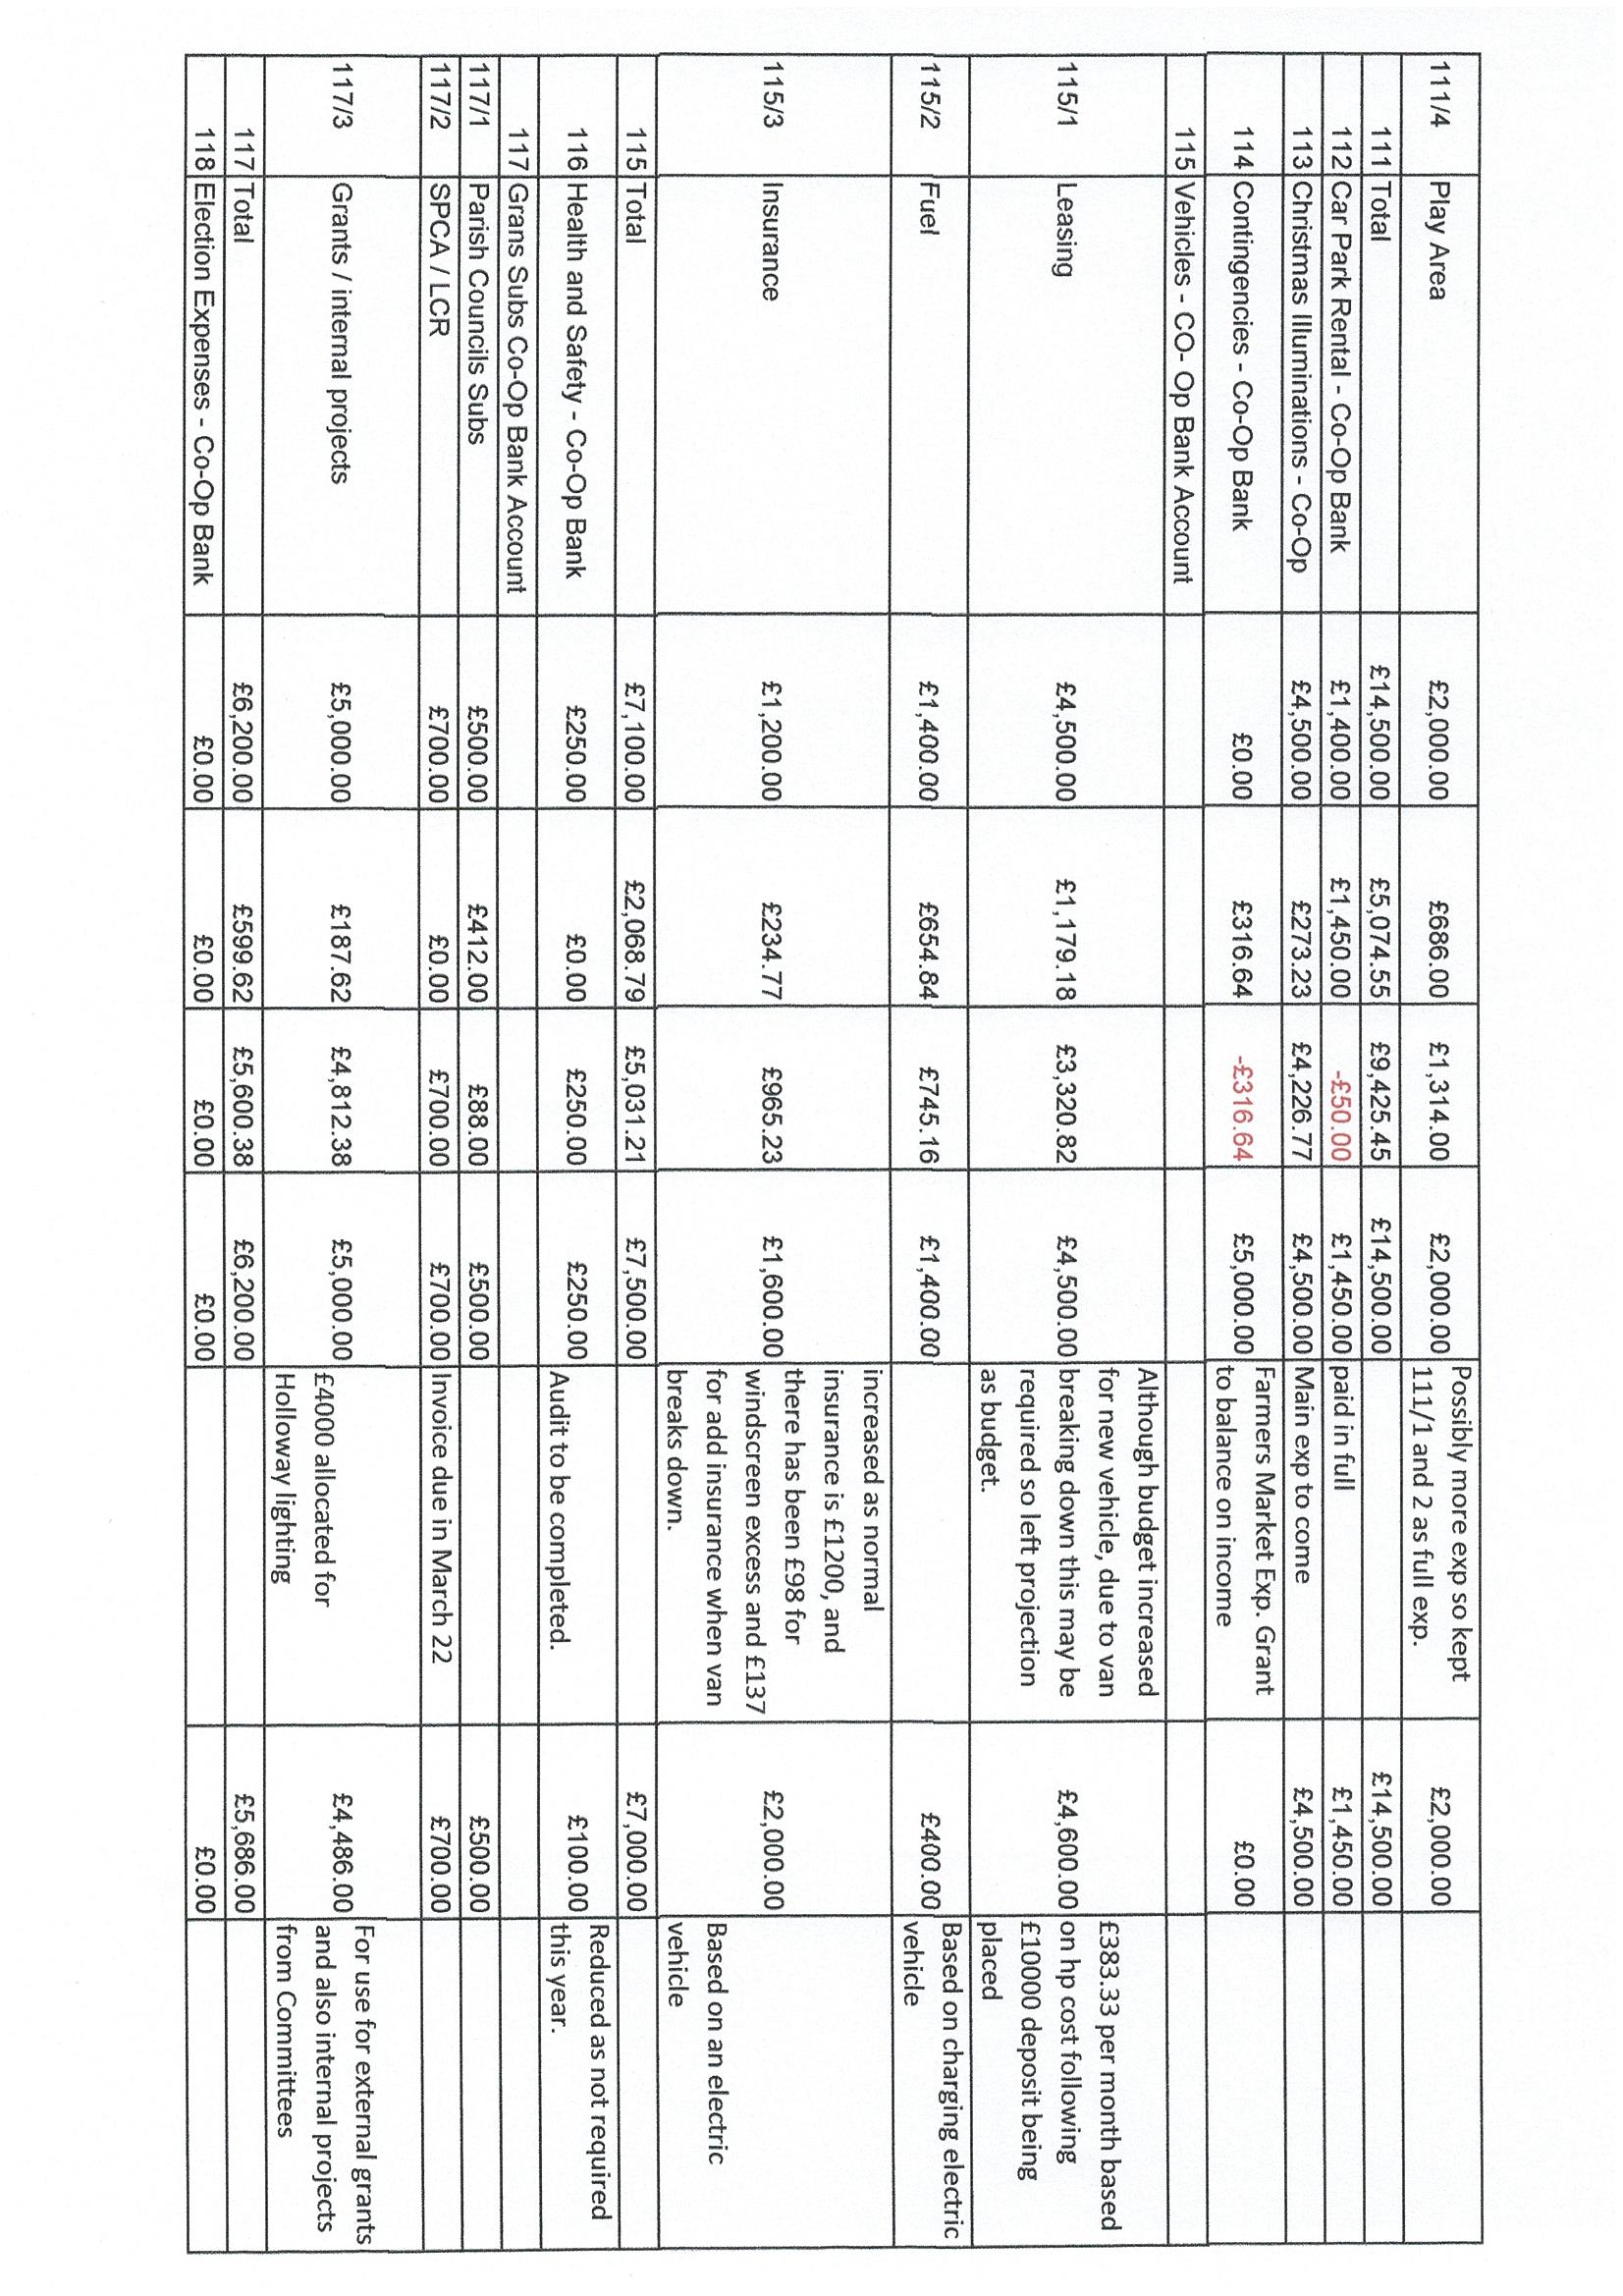 111/4 Play Area £2,000.00 £686.00 £1,314.00 £2,000.00 Possibly more exp so kept
111/1 and 2 as full exp. £2,000.00
111 Total £14,500.00 £5,074.55 £9,425.45 £14,500.00 £14,500.00
112 Car Park Rental - Co-Op Bank £1,400.00 £1,450.00 -£50.00 £1,450.00 paid in full £1,450.00
113 Christmas Illuminations - Co-Op £4,500.00 £273.23 £4,226.77 £4,500.00 Main exp to come £4,500.00
114 Contingencies - Co-Op Bank £0.00 £316.64 -£316.64 £5,000.00 Farmers Market Exp. Grant
to balance on income £0.00
115 Vehicles - CO- Op Bank Account
115/1 Leasing £4,500.00 £1,179.18 £3,320.82 £4,500.00 Although budget increased
for new vehicle, due to van
breaking down this may be
required so left projection
as budget. £4,600.00 £383.33 per month based
on hp cost following
£10000 deposit being
placed
115/2 Fuel £1,400.00 £654.84 £745.16 £1,400.00 £400.00 Based on charging electric
vehicle
115/3 Insurance £1,200.00 £234.77 £965.23 £1,600.00 increased as normal
insurance is £1200, and
there has been £98 for
windscreen excess and £137
for add insurance when van
breaks down. £2,000.00 Based on an electric
vehicle
115 Total £7,100.00 £2,068.79 £5,031.21 £7,500.00 £7,000.00
116 Health and Safety - Co-Op Bank £250.00 £0.00 £250.00 £250.00 Audit to be completed. £100.00 Reduced as not required
this year.
117 Grans Subs Co-Op Bank Account
117/1 Parish Councils Subs £500.00 £412.00 £88.00 £500.00 £500.00
117/2 SPCA / LCR £700.00 £0.00 £700.00 £700.00 Invoice due in March 22 £700.00
117/3 Grants / internal projects £5,000.00 £187.62 £4,812.38 £5,000.00 £4000 allocated for
Holloway lighting £4,486.00 For use for external grants
and also internal projects
from Committees
117 Total £6,200.00 £599.62 £5,600.38 £6,200.00 £5,686.00
118 Election Expenses - Co-Op Bank £0.00 £0.00 £0.00 £0.00 £0.00